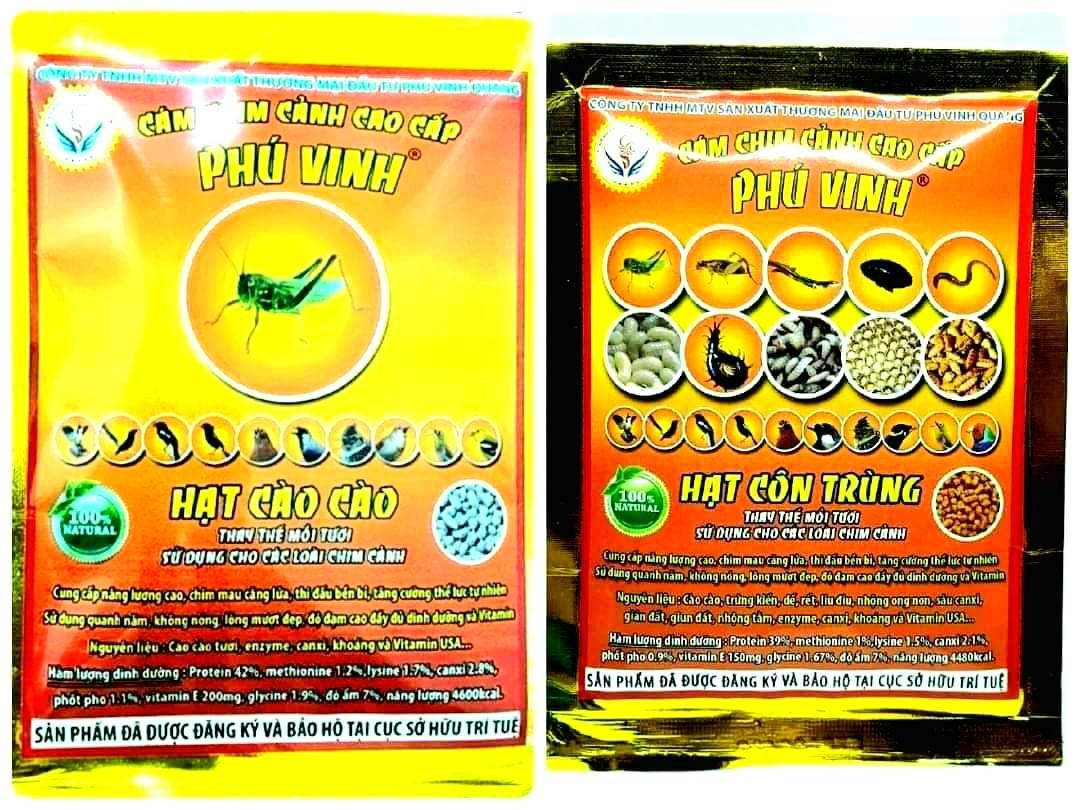 CÔNG TY TNHH MTV SẢN XUẤT THƯƠNG MẠI ĐẦU TƯ PHÚ VINH QUANG
CÁM CHIM CẢNH CAO CẤP
PHÚ VINH®
100%
NATURAL
HẠT CÀO CÀO
THAY THẾ MỒI TƯƠI
SỬ DỤNG CHO CÁC LOÀI CHIM CẢNH
Cung cấp năng lượng cao, chim mau căng lửa, thi đấu bền bỉ, tăng cường thể lực tự nhiên
Sử dụng quanh năm, không nóng, lông mượt đẹp, độ đạm cao đầy đủ dinh dưỡng và Vitamin
Nguyên liệu : Cào cào tươi, enzyme, canxi, khoáng và Vitamin USA...
Hàm lượng dinh dưỡng : Protein 42%, methionine 1.2%, lysine 1.7%, canxi 2.8%,
phốt pho 1.1%, vitamin E 200mg, glycine 1.9%, độ ẩm 7%, năng lượng 4600kcal.
SẢN PHẨM ĐÃ ĐƯỢC ĐĂNG KÝ VÀ BẢO HỘ TẠI CỤC SỞ HỮU TRÍ TUỆ
CÔNG TY TNHH MTV SẢN XUẤT THƯƠNG MẠI ĐẦU TƯ PHÚ VINH QUANG
CÁM CHIM CẢNH CAO CẤP
PHÚ VINH®
100%
NATURAL
HẠT CÔN TRÙNG
THAY THẾ MỒI TƯƠI
SỬ DỤNG CHO CÁC LOÀI CHIM CẢNH
Cung cấp năng lượng cao, chim mau căng lửa, thi đấu bền bỉ, tăng cường thể lực tự nhiên
Sử dụng quanh năm, không nóng, lông mượt đẹp, độ đạm cao đầy đủ dinh dưỡng và Vitamin
Nguyên liệu : Cào cào, trứng kiến, dế, rết, liu điu, nhộng ong non, sâu canxi,
gián đất, giun đất, nhộng tằm, enzyme, canxi, khoáng và Vitamin USA...
Hàm lượng dinh dưỡng : Protein 39%, methionine 1%, lysine 1.5%, canxi 2.1%,
phốt pho 0.9%, vitamin E 150mg, glycine 1.67%, độ ẩm 7%, năng lượng 4480kcal.
SẢN PHẨM ĐÃ ĐƯỢC ĐĂNG KÝ VÀ BẢO HỘ TẠI CỤC SỞ HỮU TRÍ TUỆ